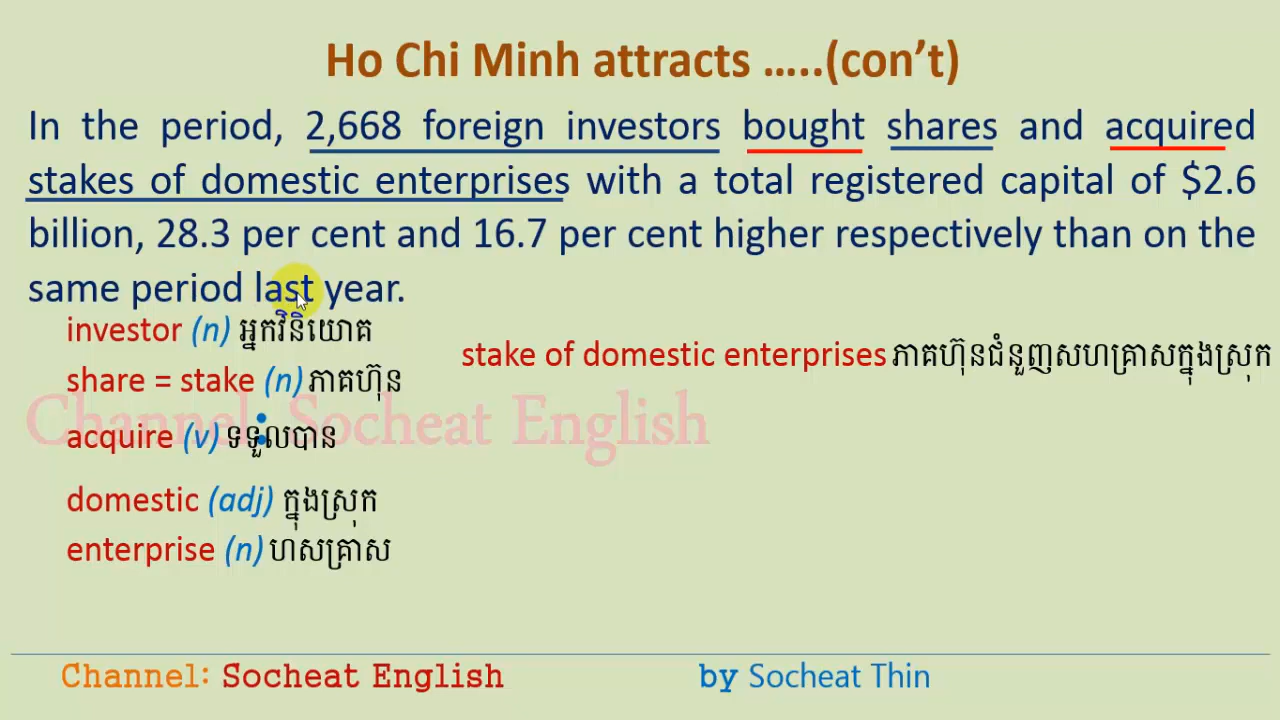 Ho Chi Minh attracts …..(con’t)
In the period, 2,668 foreign investors bought shares and acquired
stakes of domestic enterprises with a total registered capital of $2.6
billion, 28.3 per cent and 16.7 per cent higher respectively than on the
same period last year.
investor (n) អ្នកវិនិយោគ
stake of domestic enterprises ភាគហ៊ុនជំនួញសហគ្រាសក្នុងស្រុក
share = stake (n) ភាគហ៊ុន
Channel: Socheat English
acquire (v) ទទួលបាន
domestic (adj) ក្នុងស្រុក
enterprise (n) ហសគ្រាស
Channel: Socheat English
by Socheat Thin